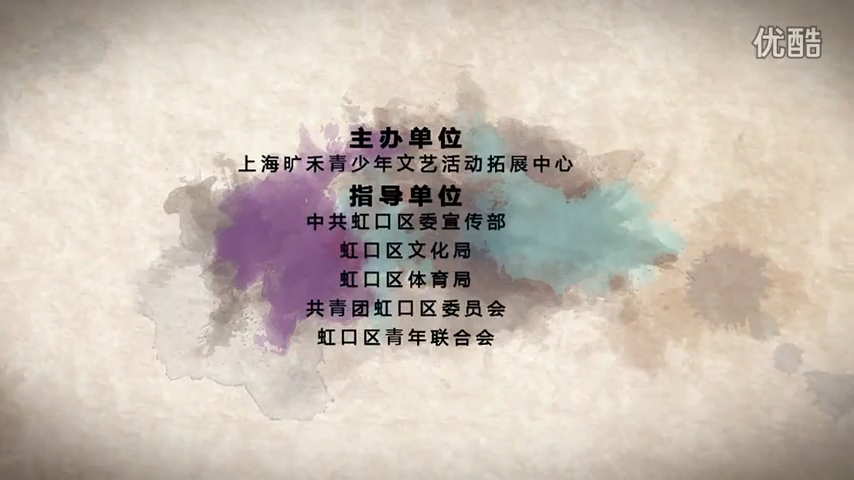 优酷
主办单位
上海旷禾青少年文艺活动拓展中心
指导单位
中共虹口区委宣传部
虹口区文化局
虹口区体育局
共青团虹口区委员会
虹口区青年联合会